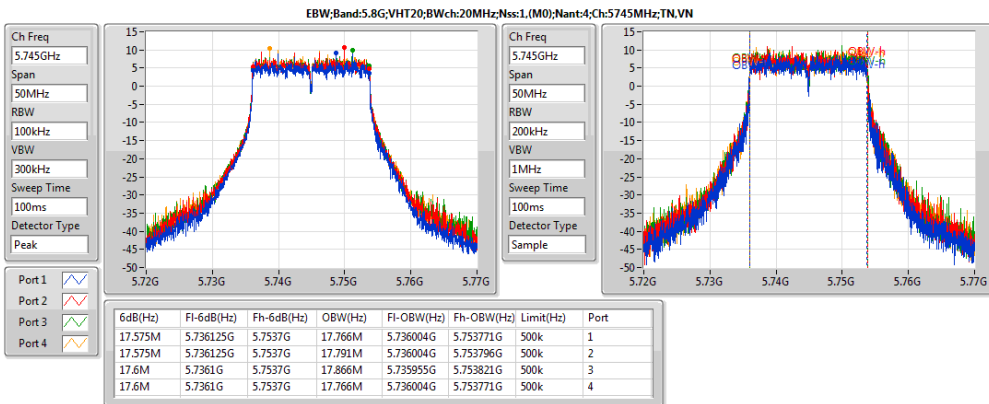 EBW;Band:5.8G;VHT20;BWch:20MHz;Nss:1,(M0);Nant:4;Ch:5745MHz;TN,VN
Ch Freq
5.745GHz
Span
50MHz
RBW
100kHz
VBW
300kHz
Sweep Time
100ms
Detector Type
Peak
15-
10-
5-
0-
-5-
-10-
-15-
-20-
-25-
-30-
-35-
-40-
-45-
-50-
5.72G 5.73G 5.74G 5.75G 5.76G 5.77G
Ch Freq
5.745GHz
Span
50MHz
RBW
200kHz
VBW
1MHz
Sweep Time
100ms
Detector Type
Sample
15-
10-
5-
0-
-5-
-10-
-15-
-20-
-25-
-30-
-35-
-40-
-45-
-50-
OBW-h
5.72G 5.73G 5.74G 5.75G 5.76G 5.77G
Port 1
Port 2
Port 3
Port 4
6dB(Hz) Fl-6dB(Hz) Fh-6dB(Hz) OBW(Hz) Fl-OBW(Hz) Fh-OBW(Hz) Limit(Hz) Port
17.575M 5.736125G 5.7537G 17.766M 5.736004G 5.753771G 500k 1
17.575M 5.736125G 5.7537G 17.791M 5.736004G 5.753796G 500k 2
17.6M 5.7361G 5.7537G 17.866M 5.735955G 5.753821G 500k 3
17.6M 5.7361G 5.7537G 17.766M 5.736004G 5.753771G 500k 4